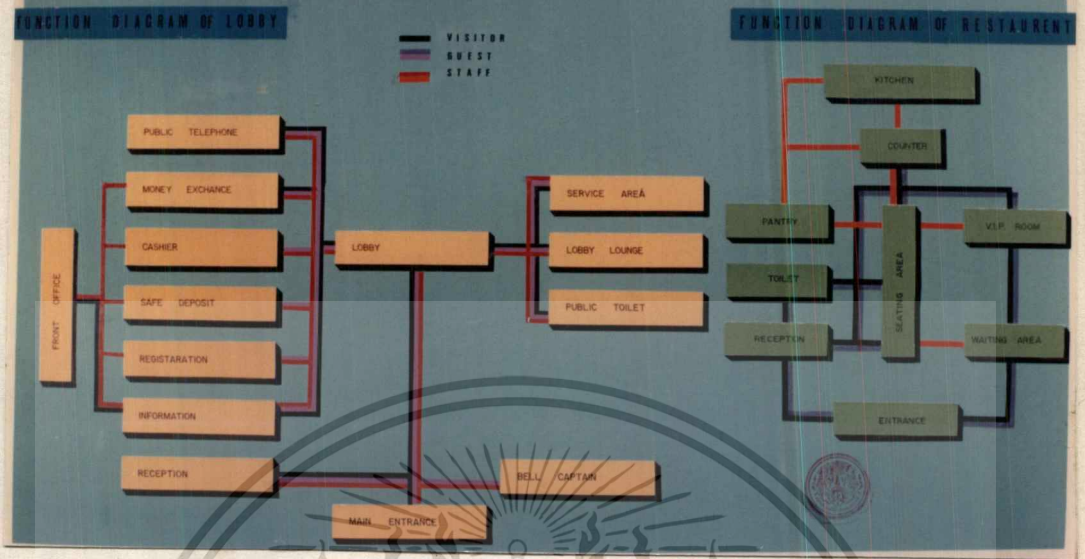 FUNCTION DIAGRAM OF LOBBY
FUNCTION DIAGRAM OF RESTAURENT
VISITOR
GUEST
STAFF
PUBLIC TELEPHONE
MONEY EXCHANCE
CASHIER
SAFE DEPOSIT
REGISTARATION
INFORMATION
FRONT OFFICE
RECEPTION
LOBBY
MAIN ENTRANCE
SERVICE AREA
LOBBY LOUNGE
PUBLIC TOILET
BELL CAPTAIN
KITCHEN
COUNTER
PANTRY
TOILET
RECEPTION
SEATING AREA
V.I.P. ROOM
WAITING AREA
ENTRANCE